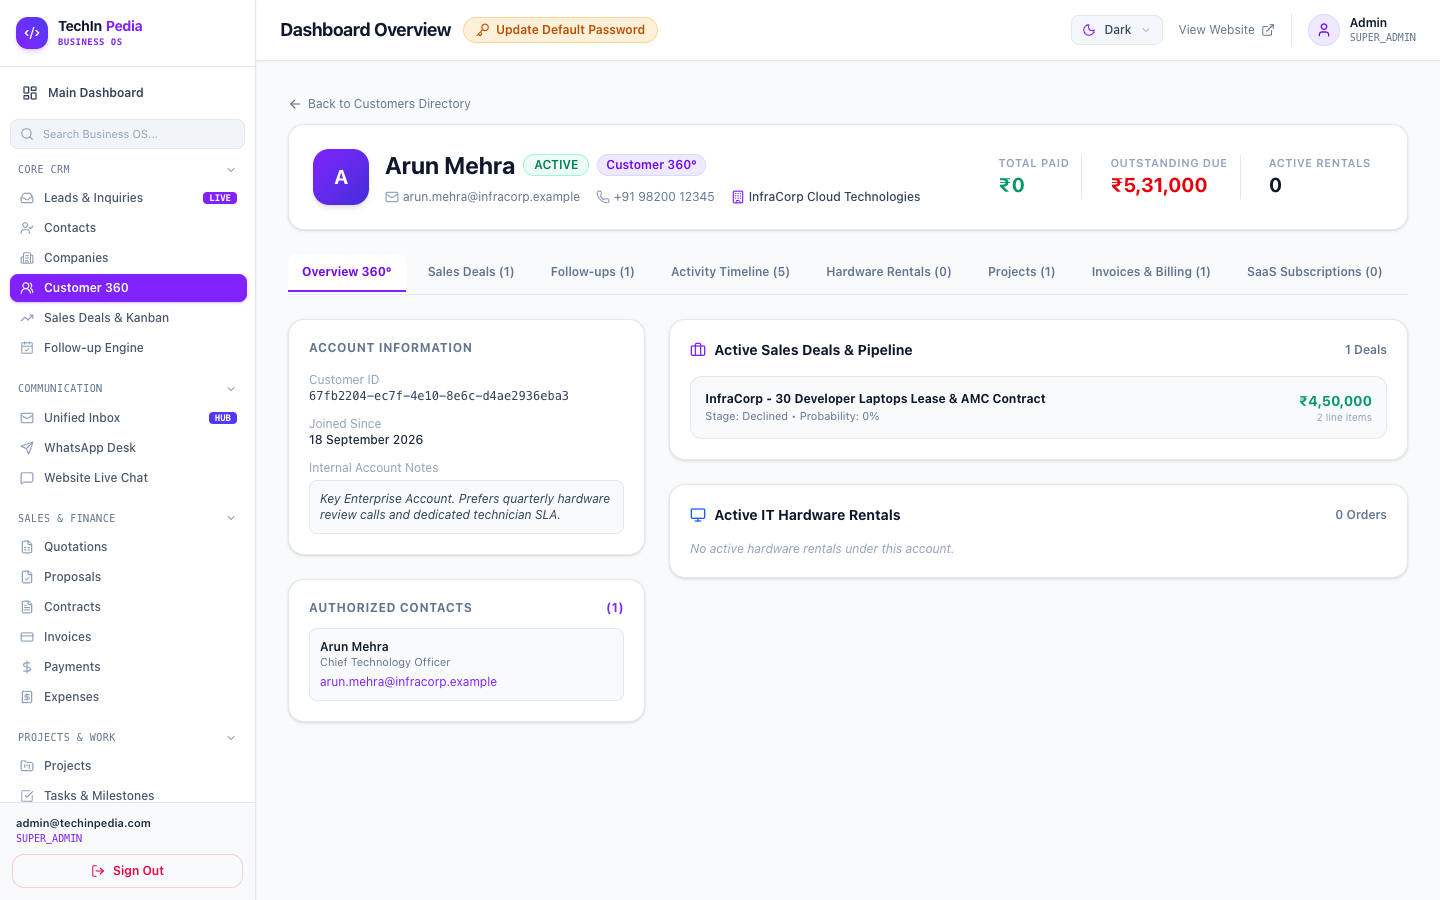 TechIn Pedia
BUSINESS OS
Main Dashboard
Search Business OS...
CORE CRM
Leads & Inquiries
LIVE
Contacts
Companies
Customer 360
Sales Deals & Kanban
Follow-up Engine
COMMUNICATION
Unified Inbox
HUB
WhatsApp Desk
Website Live Chat
SALES & FINANCE
Quotations
Proposals
Contracts
Invoices
Payments
Expenses
PROJECTS & WORK
Projects
Tasks & Milestones
admin@techinpedia.com
SUPER_ADMIN
Sign Out
Dashboard Overview
Update Default Password
Dark
View Website
Admin
SUPER_ADMIN
Back to Customers Directory
A
Arun Mehra
ACTIVE
Customer 360°
arun.mehra@infracorp.example
+91 98200 12345
InfraCorp Cloud Technologies
TOTAL PAID
₹0
OUTSTANDING DUE
₹5,31,000
ACTIVE RENTALS
0
Overview 360°
Sales Deals (1)
Follow-ups (1)
Activity Timeline (5)
Hardware Rentals (0)
Projects (1)
Invoices & Billing (1)
SaaS Subscriptions (0)
ACCOUNT INFORMATION
Customer ID
67fb2204-ec7f-4e10-8e6c-d4ae2936eba3
Joined Since
18 September 2026
Internal Account Notes
Key Enterprise Account. Prefers quarterly hardware
review calls and dedicated technician SLA.
AUTHORIZED CONTACTS
(1)
Arun Mehra
Chief Technology Officer
arun.mehra@infracorp.example
Active Sales Deals & Pipeline
1 Deals
InfraCorp - 30 Developer Laptops Lease & AMC Contract
Stage: Declined • Probability: 0%
₹4,50,000
2 line items
Active IT Hardware Rentals
0 Orders
No active hardware rentals under this account.